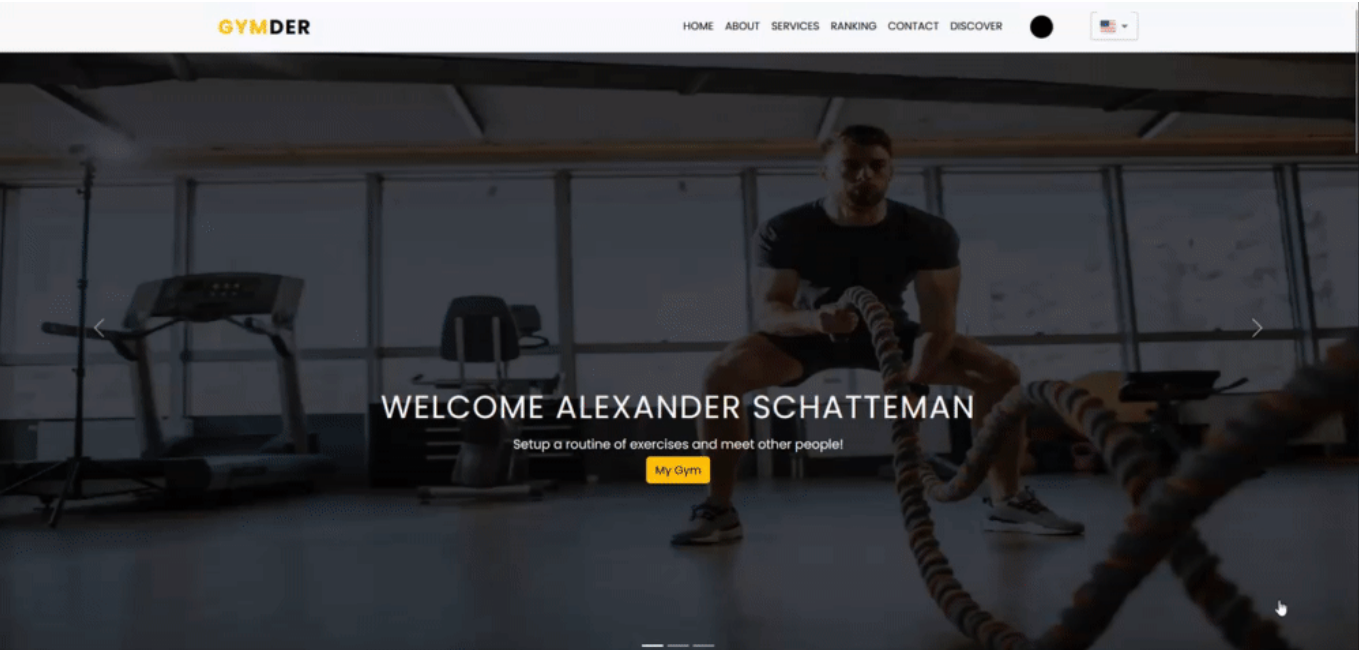 GYMDER
HOME ABOUT SERVICES RANKING CONTACT DISCOVER
WELCOME ALEXANDER SCHATTEMAN
Setup a routine of exercises and meet other people!
My Gym